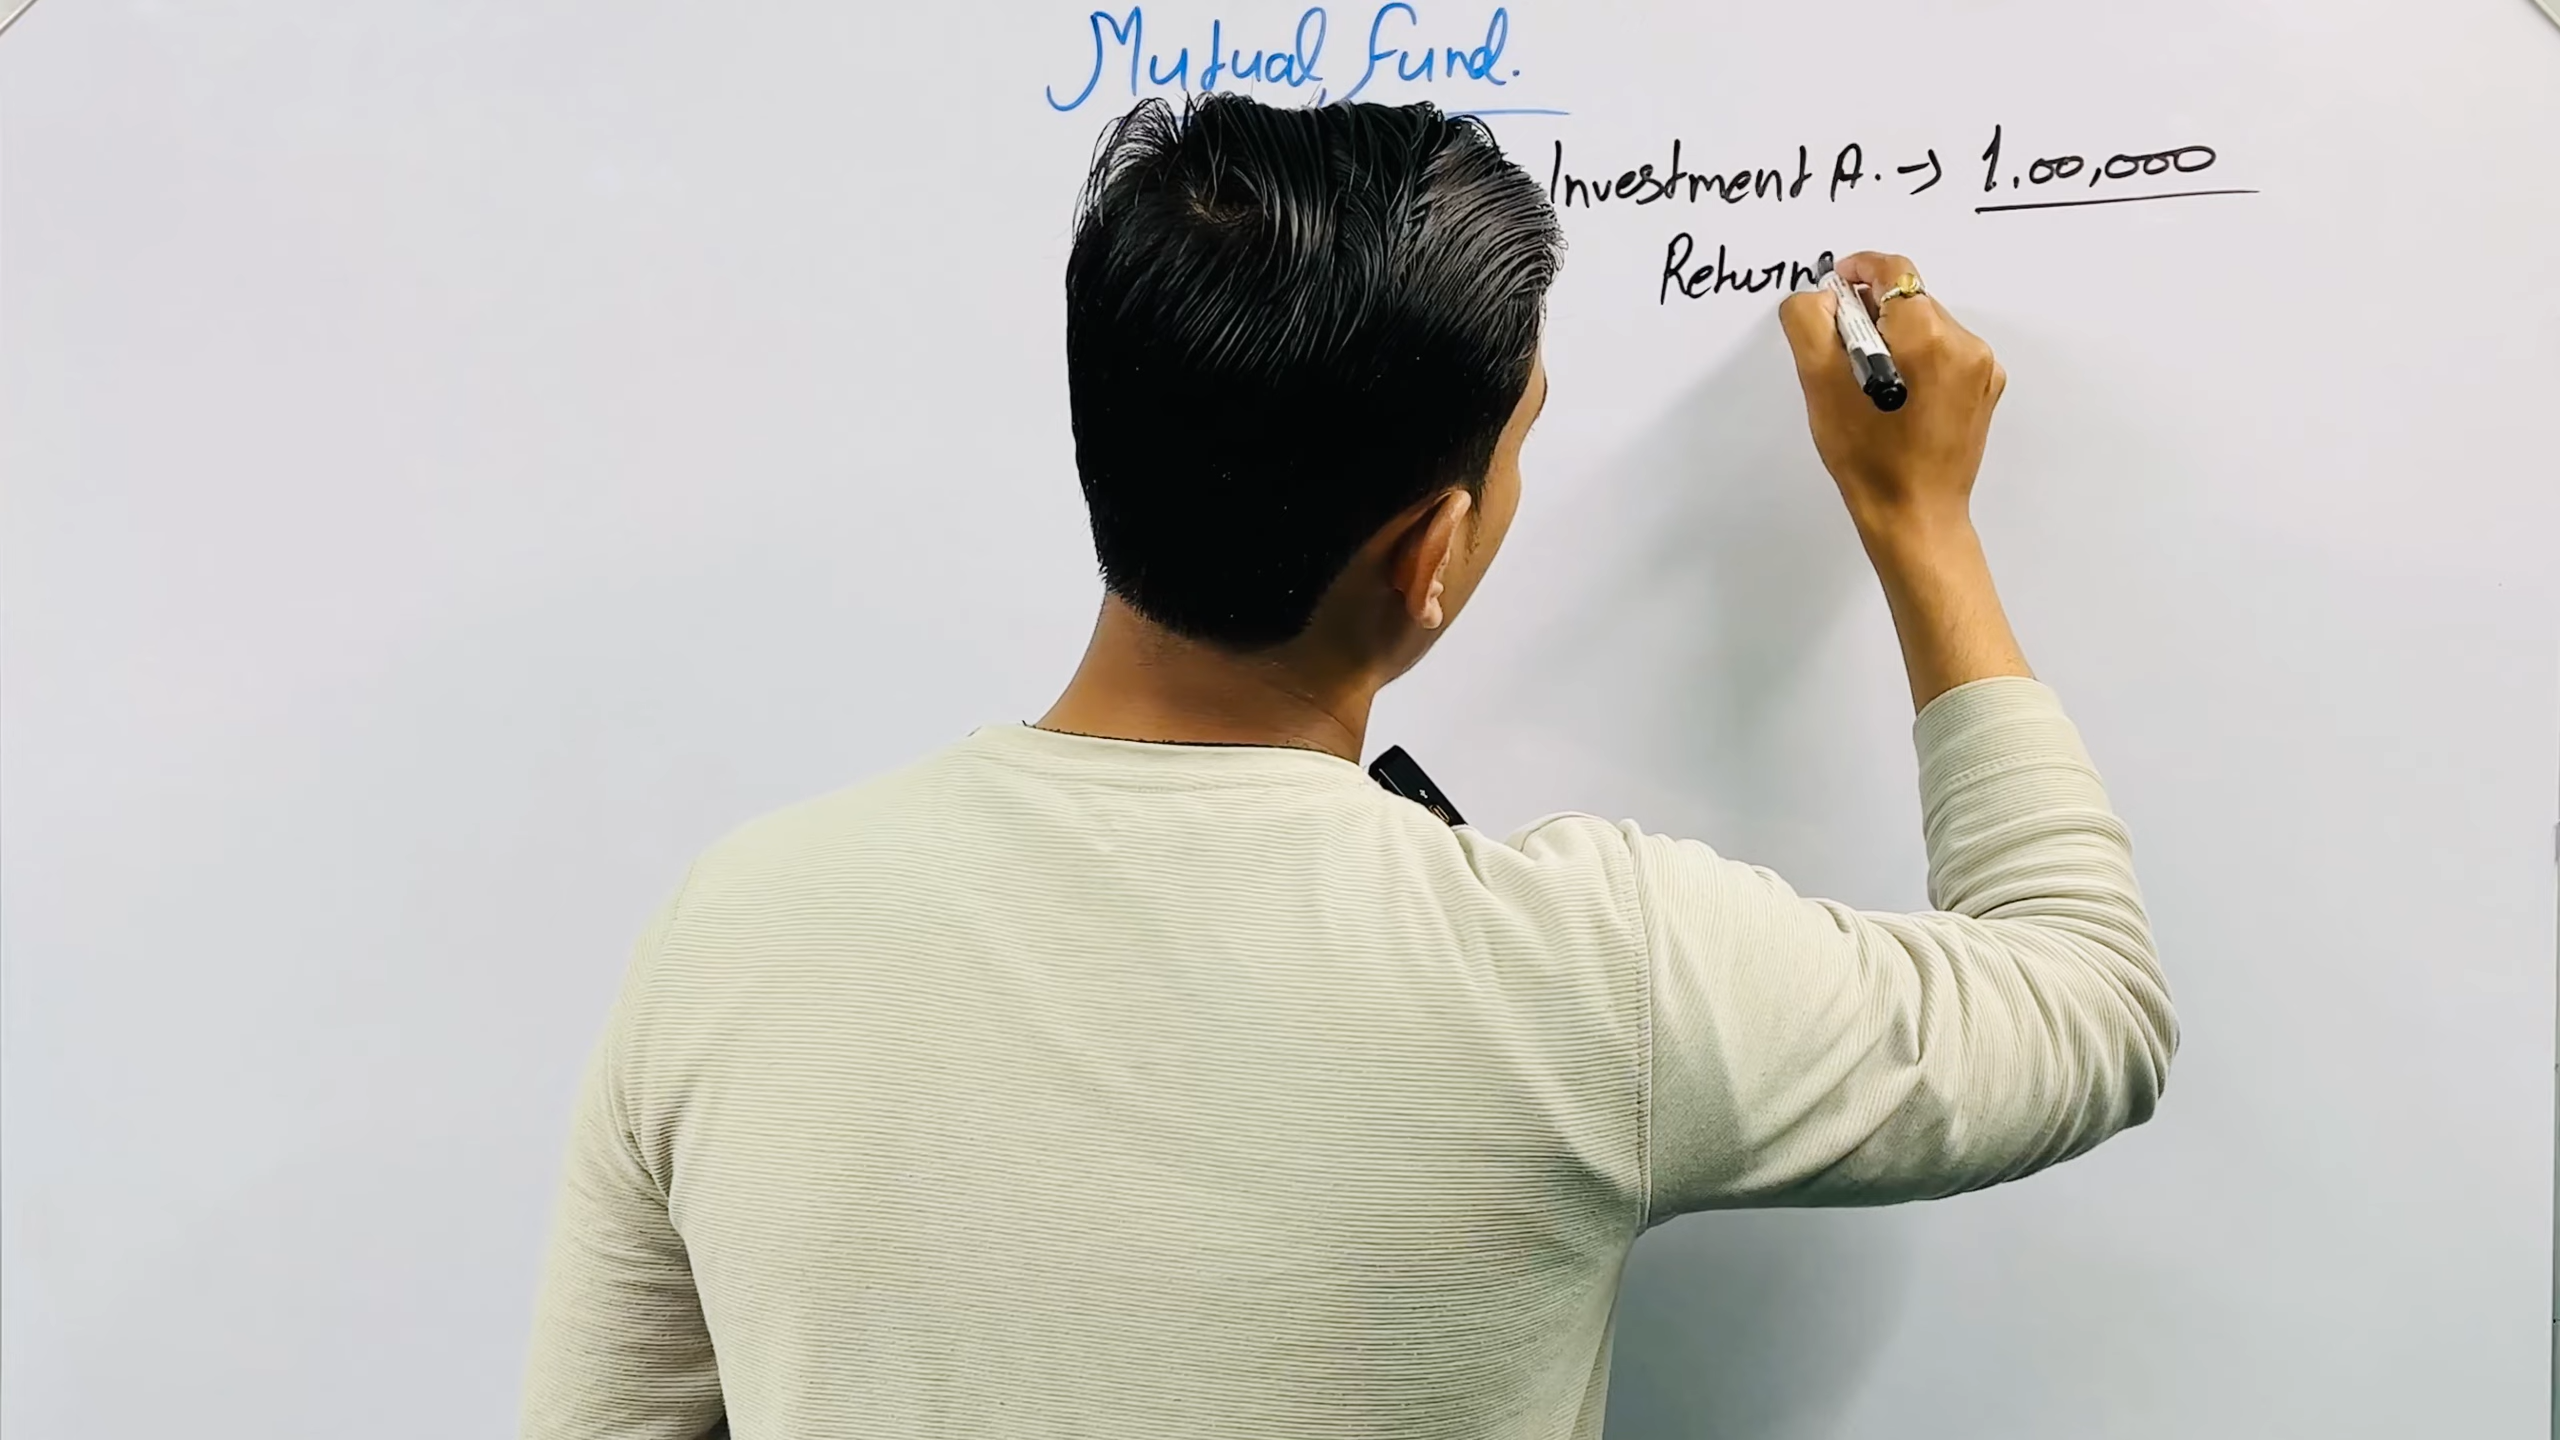 Mutual Fund.
Investment A. → 1,00,000
Return